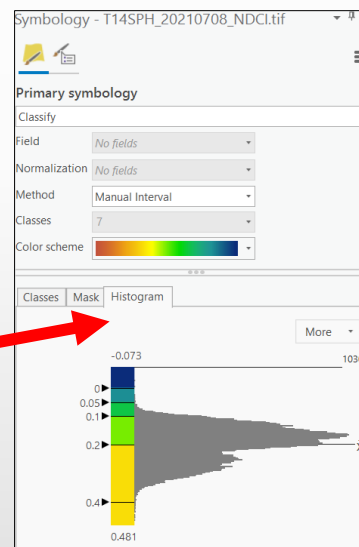 Symbology - T14SPH_20210708_NDCI.tif
Primary symbology
Classify
Field No fields
Normalization No fields
Method Manual Interval
Classes 7
Color scheme
Classes Mask Histogram
More
-0.073
0
0.05
0.1
0.2
0.4
0.481